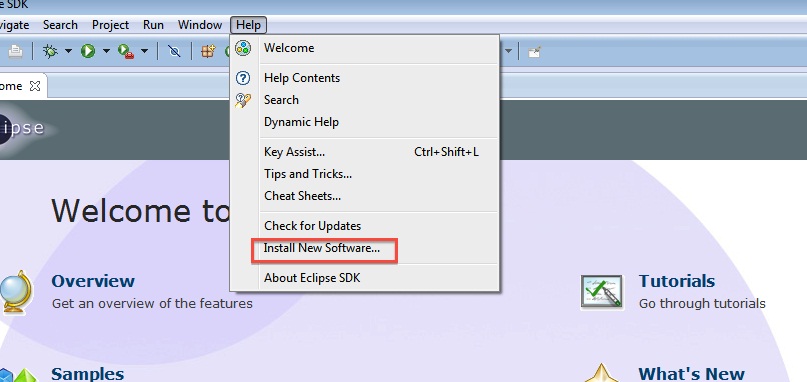 se SDK
vigate Search Project Run Window Help
ome
ipse
Welcome
Help Contents
Search
Dynamic Help
Key Assist... Ctrl+Shift+L
Tips and Tricks...
Cheat Sheets...
Check for Updates
Install New Software...
About Eclipse SDK
Welcome to
Overview
Get an overview of the features
Tutorials
Go through tutorials
Samples
What's New